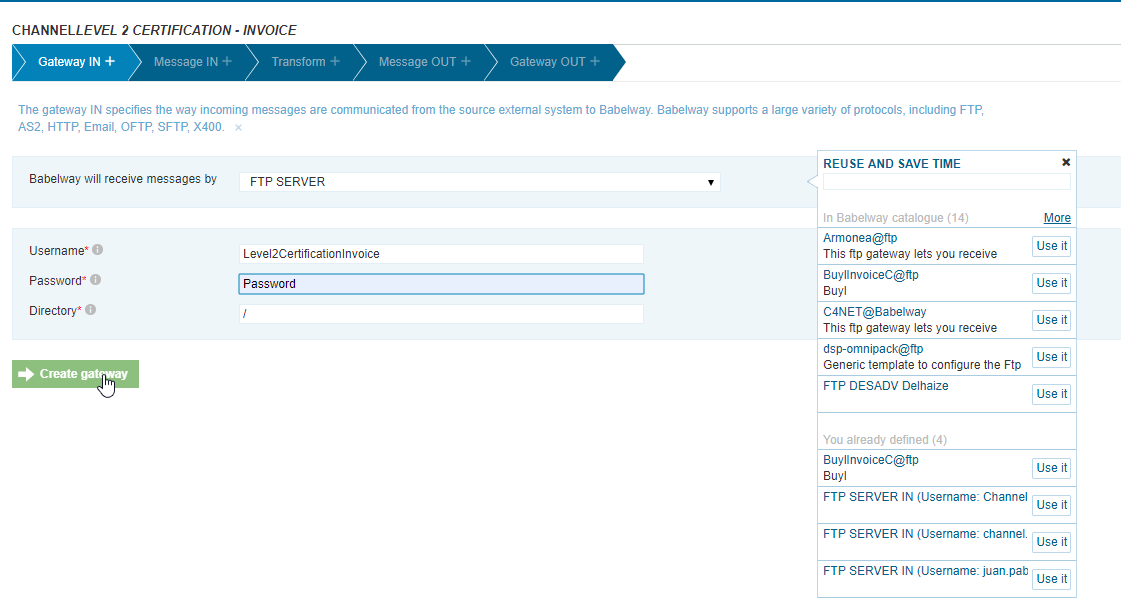 CHANNEL LEVEL 2 CERTIFICATION - INVOICE
Gateway IN + Message IN + Transform + Message OUT + Gateway OUT +
The gateway IN specifies the way incoming messages are communicated from the source external system to Babelway. Babelway supports a large variety of protocols, including FTP,
AS2, HTTP, Email, OFTP, SFTP, X400. ×
Babelway will receive messages by FTP SERVER
Username* Level2CertificationInvoice
Password* Password
Directory* /
Create gateway
REUSE AND SAVE TIME
In Babelway catalogue (14) More
Armonea@ftp
This ftp gateway lets you receive
Use it
BuylInvoiceC@ftp
Buyl
Use it
C4NET@Babelway
This ftp gateway lets you receive
Use it
dsp-omnipack@ftp
Generic template to configure the Ftp
Use it
FTP DESADV Delhaize
Use it
You already defined (4)
BuylInvoiceC@ftp
Buyl
Use it
FTP SERVER IN (Username: Channel
Use it
FTP SERVER IN (Username: channel.
Use it
FTP SERVER IN (Username: juan.pab
Use it